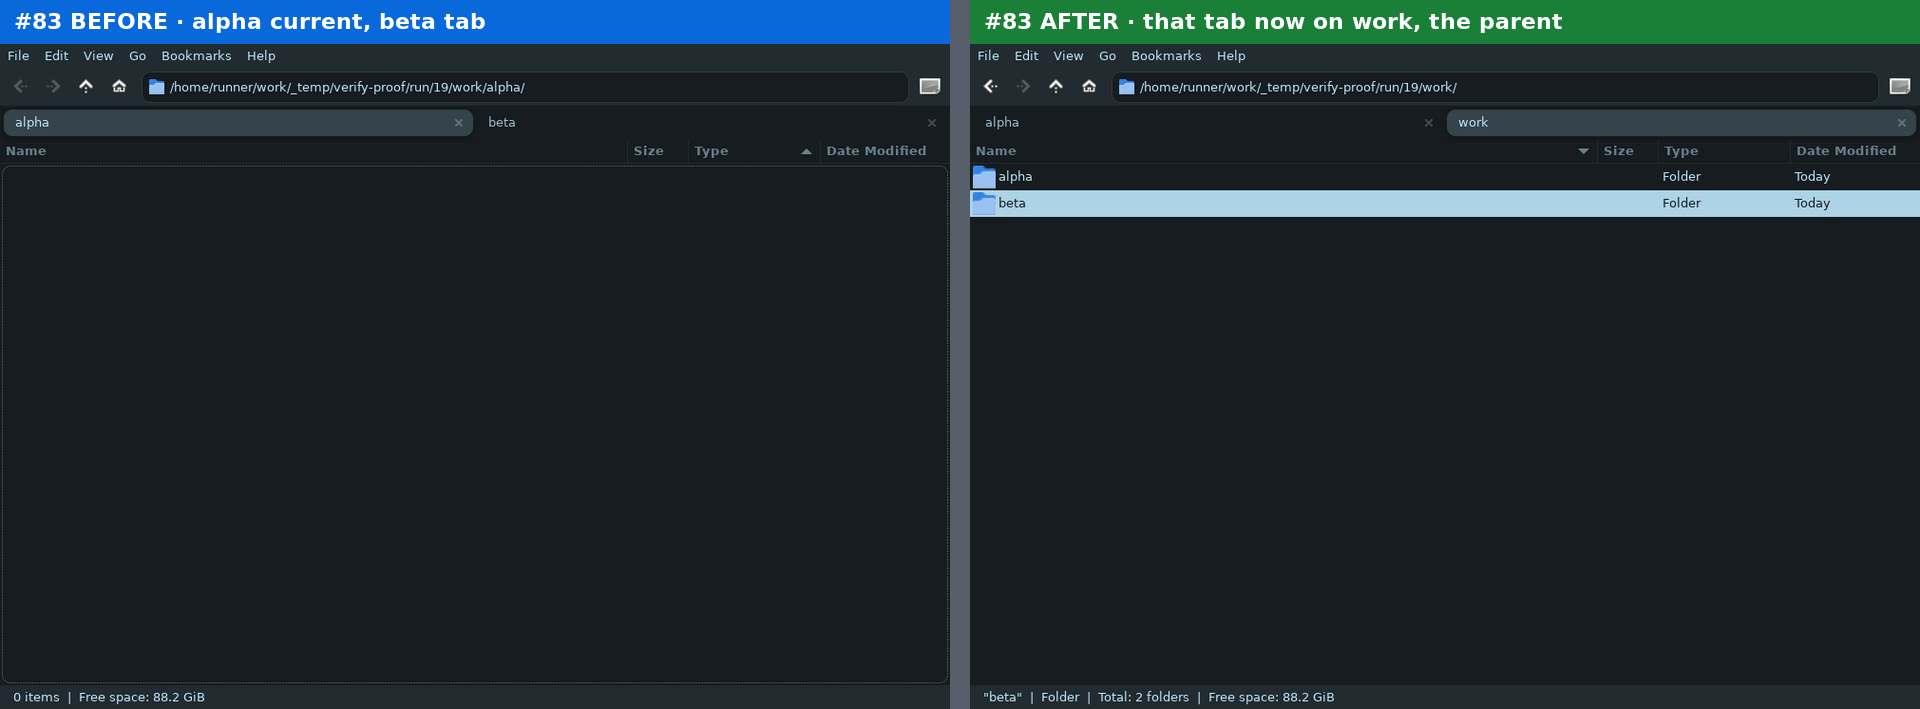 #83 BEFORE · alpha current, beta tab
File Edit View Go Bookmarks Help
/home/runner/work/_temp/verify-proof/run/19/work/alpha/
alpha beta
Name Size Type Date Modified
0 items | Free space: 88.2 GiB
#83 AFTER · that tab now on work, the parent
File Edit View Go Bookmarks Help
/home/runner/work/_temp/verify-proof/run/19/work/
alpha work
Name Size Type Date Modified
alpha Folder Today
beta Folder Today
"beta" | Folder | Total: 2 folders | Free space: 88.2 GiB